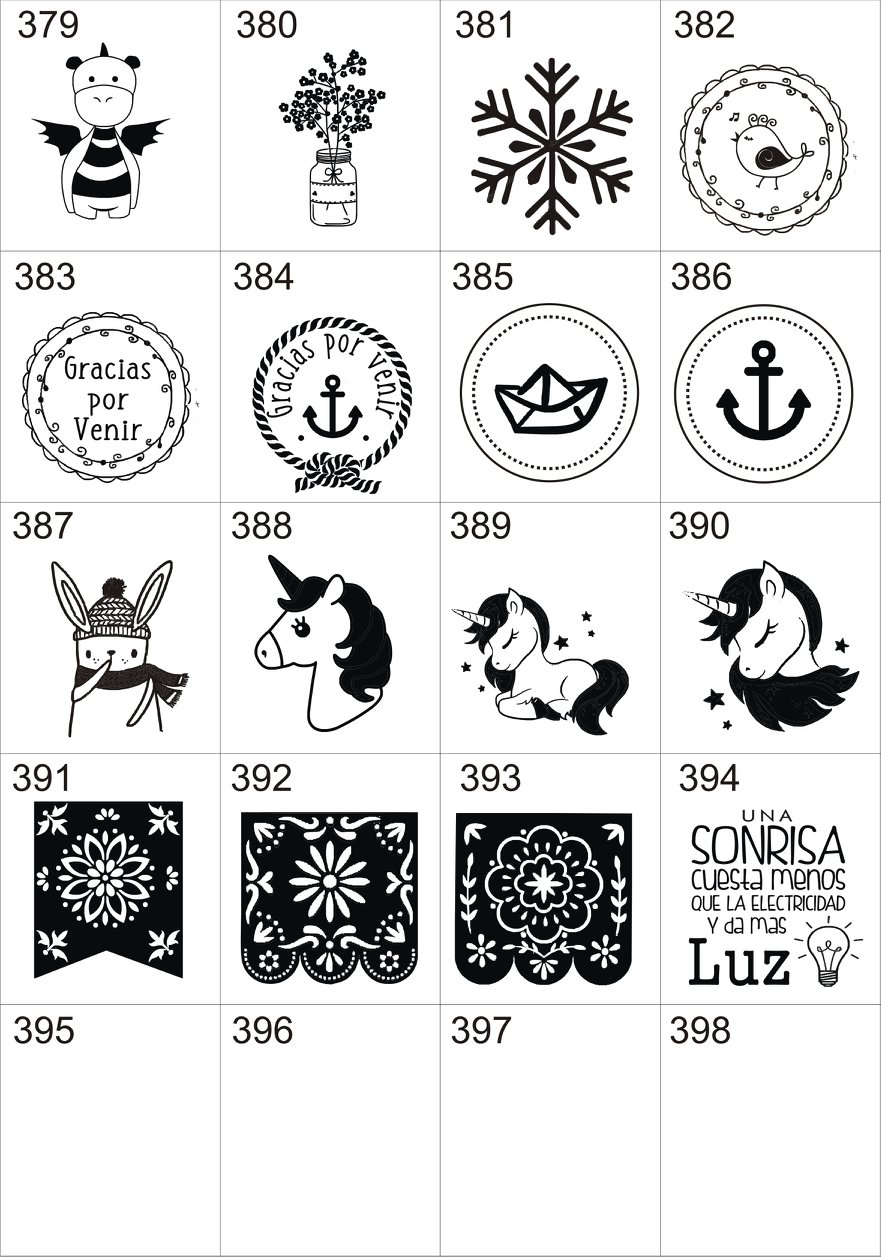 379
380
381
382
383
384
385
386
Gracias
por
Venir
Gracias por venir
387
388
389
390
391
392
393
394
UNA
SONRISA
cuesta menos
QUE LA ELECTRICIDAD
Y da mas
Luz
395
396
397
398